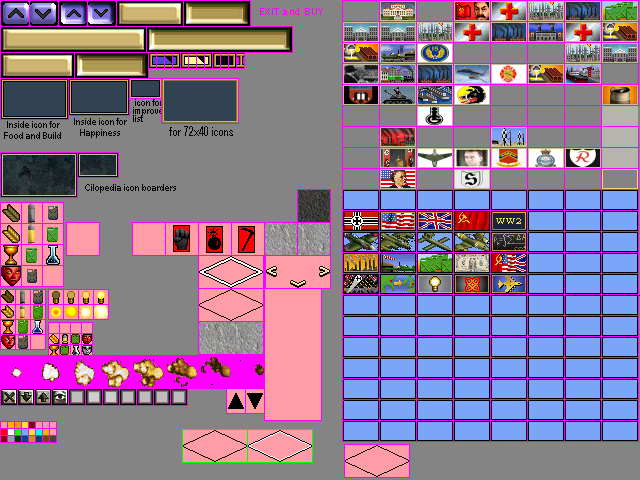 EXIT and BUY
Inside icon for
Food and Build
Inside icon for
Happiness
icon for
improve
list
for 72x40 icons
Cilopedia icon boarders
WW2